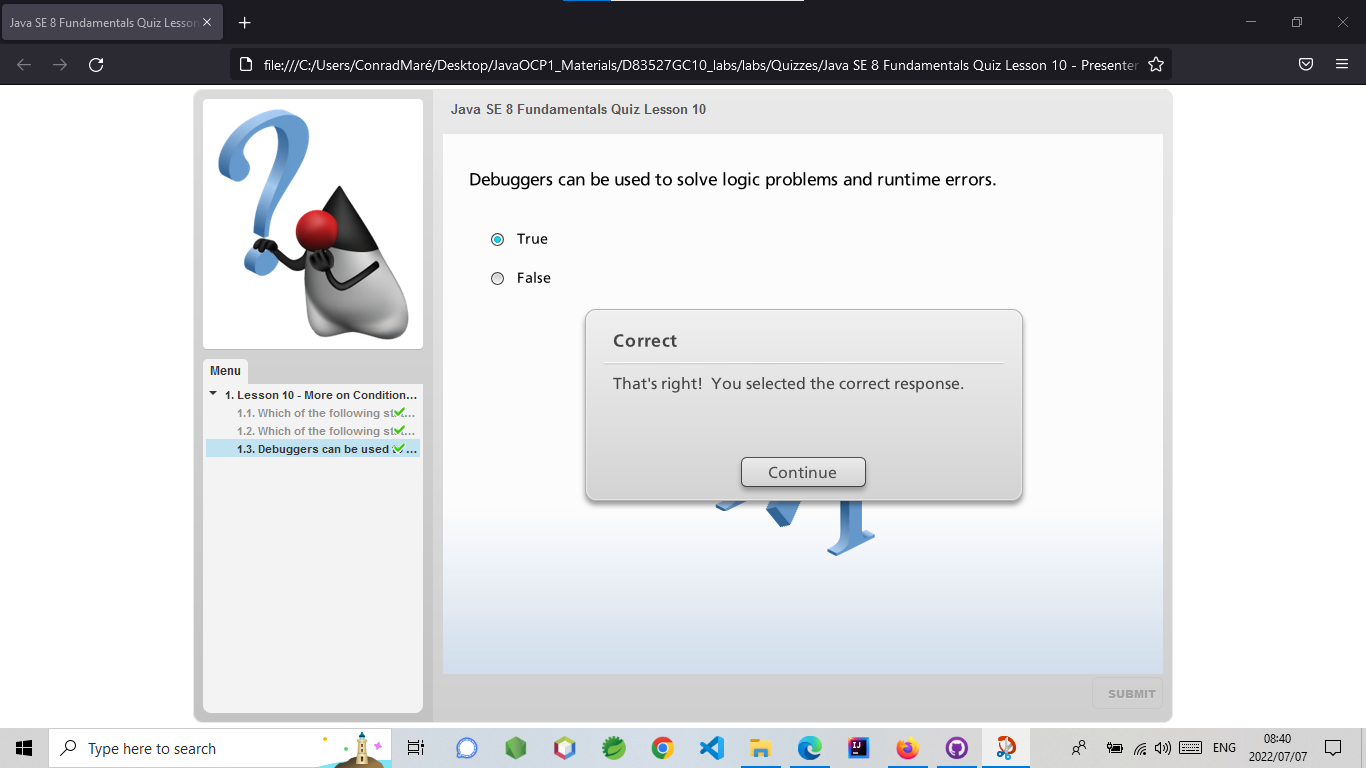 Java SE 8 Fundamentals Quiz Lesson
file:///C:/Users/ConradMaré/Desktop/JavaOCP1_Materials/D83527GC10_labs/labs/Quizzes/Java SE 8 Fundamentals Quiz Lesson 10 - Presenter
Java SE 8 Fundamentals Quiz Lesson 10
Debuggers can be used to solve logic problems and runtime errors.
True
False
Correct
That's right! You selected the correct response.
Continue
Menu
1. Lesson 10 - More on Condition...
1.1. Which of the following st...
1.2. Which of the following st...
1.3. Debuggers can be used ...
SUBMIT
Type here to search
ENG
08:40
2022/07/07